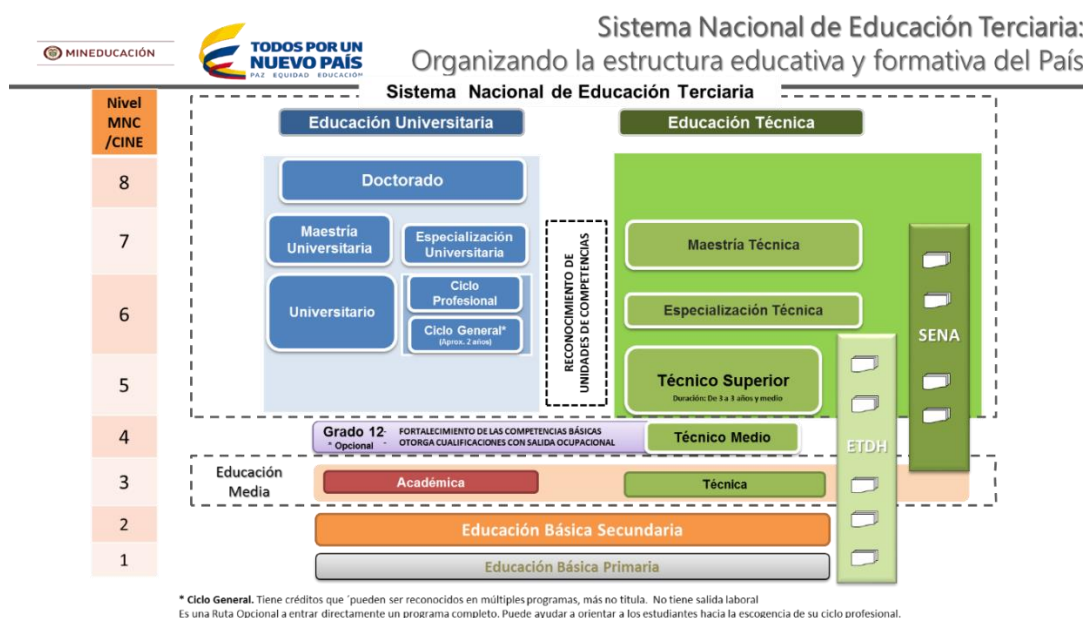 MINEDUCACIÓN
TODOS POR UN
NUEVO PAÍS
PAZ EQUIDAD EDUCACIÓN
Sistema Nacional de Educación Terciaria:
Organizando la estructura educativa y formativa del País
Sistema Nacional de Educación Terciaria
Nivel
MNC
/CINE
Educación Universitaria
Educación Técnica
8
Doctorado
7
Maestría
Universitaria
Especialización
Universitaria
Maestría Técnica
6
Universitario
Ciclo
Profesional
Ciclo General*
(Aprox. 2 años)
RECONOCIMIENTO DE
UNIDADES DE COMPETENCIAS
Especialización Técnica
SENA
5
Técnico Superior
Duración: De 3 a 3 años y medio
4
Grado 12-
* Opcional -
FORTALECIMIENTO DE LAS COMPETENCIAS BÁSICAS
OTORGA CUALIFICACIONES CON SALIDA OCUPACIONAL
Técnico Medio
ETDH
3
Educación
Media
Académica
Técnica
2
Educación Básica Secundaria
1
Educación Básica Primaria
* Ciclo General. Tiene créditos que ´pueden ser reconocidos en múltiples programas, más no titula. No tiene salida laboral
Es una Ruta Opcional a entrar directamente un programa completo. Puede ayudar a orientar a los estudiantes hacia la escogencia de su ciclo profesional.